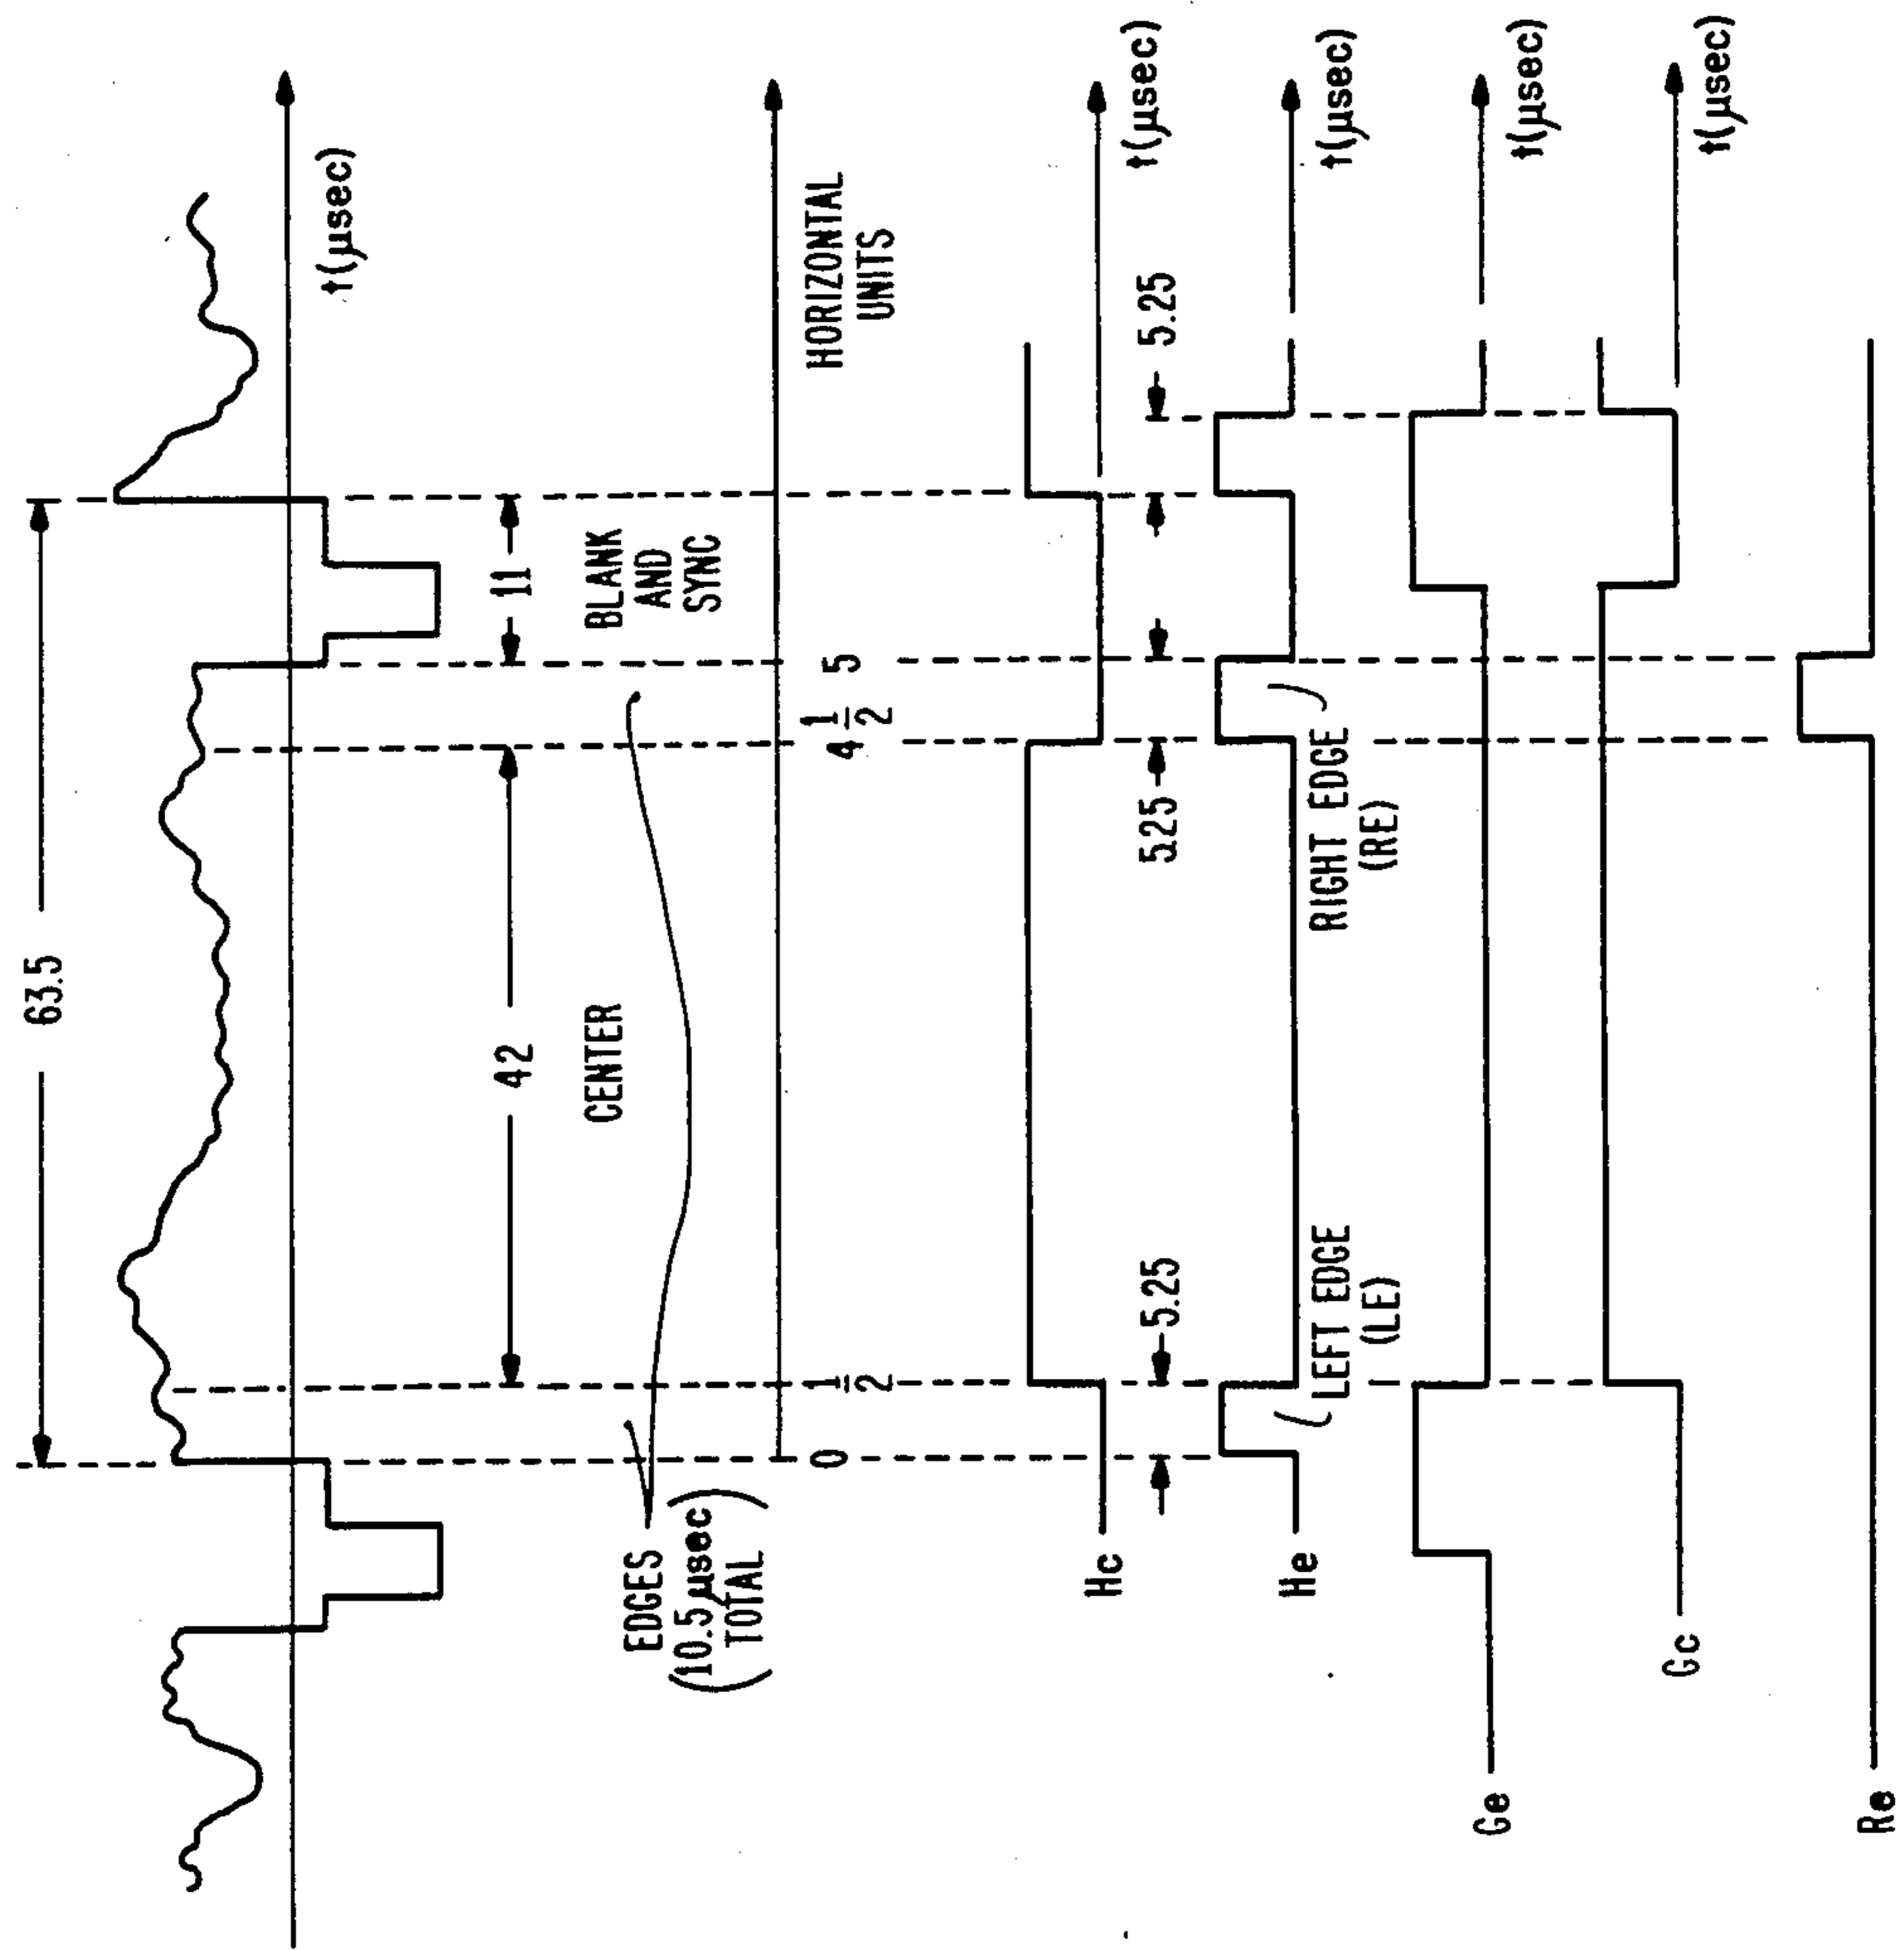 63.5
t(μsec)
42
11
CENTER
BLANK
AND
SYNC
EDGES
(10.5 μsec
TOTAL)
0
1/2
4 1/2
5
HORIZONTAL
UNITS
Hc
t(μsec)
5.25
5.25
5.25
He
t(μsec)
LEFT EDGE
(LE)
RIGHT EDGE
(RE)
Ge
t(μsec)
Gc
t(μsec)
Re